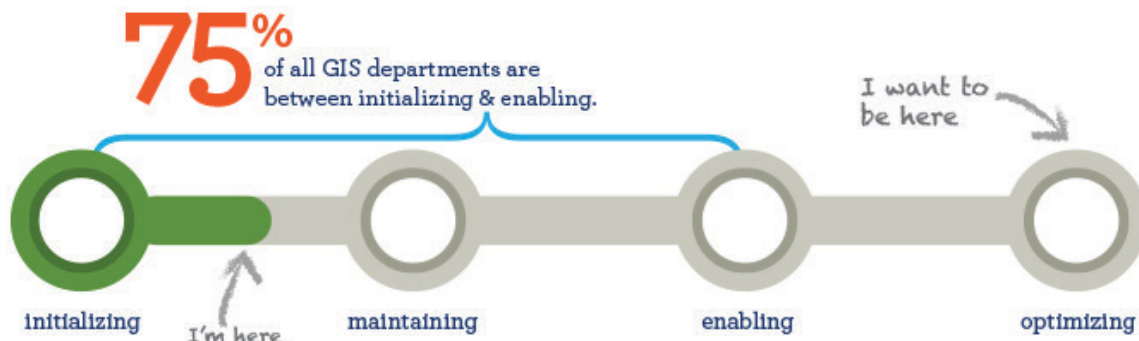 75%
of all GIS departments are
between initializing & enabling.
I want to
be here
initializing
I'm here
maintaining
enabling
optimizing